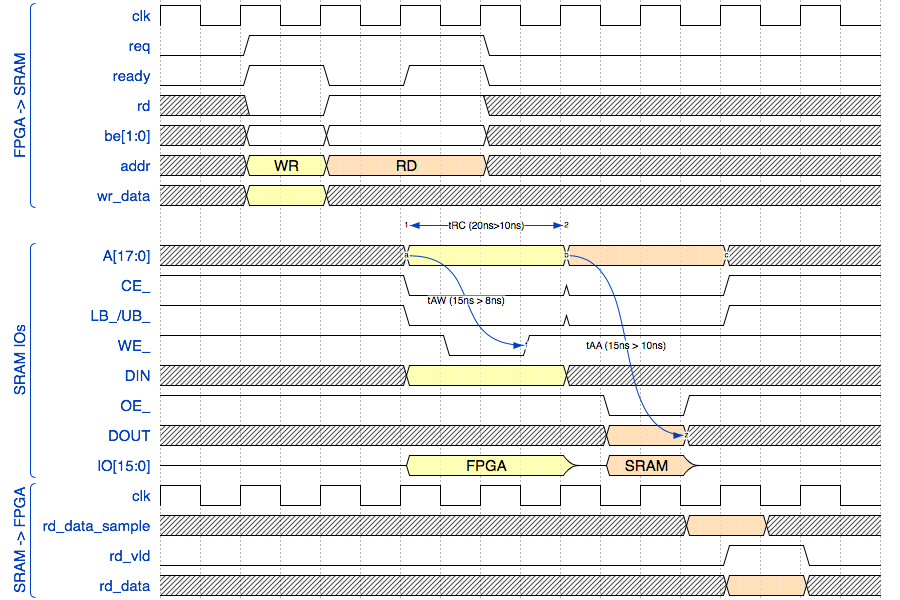 FPGA -> SRAM
clk
req
ready
rd
be[1:0]
addr WR RD
wr_data
1 tRC (20ns>10ns) 2
SRAM IOs
A[17:0] a b c
CE_
tAW (15ns > 8ns)
LB_/UB_
WE_ tAA (15ns > 10ns)
DIN
OE_
DOUT 2
IO[15:0] FPGA SRAM
SRAM -> FPGA
clk
rd_data_sample
rd_vld
rd_data